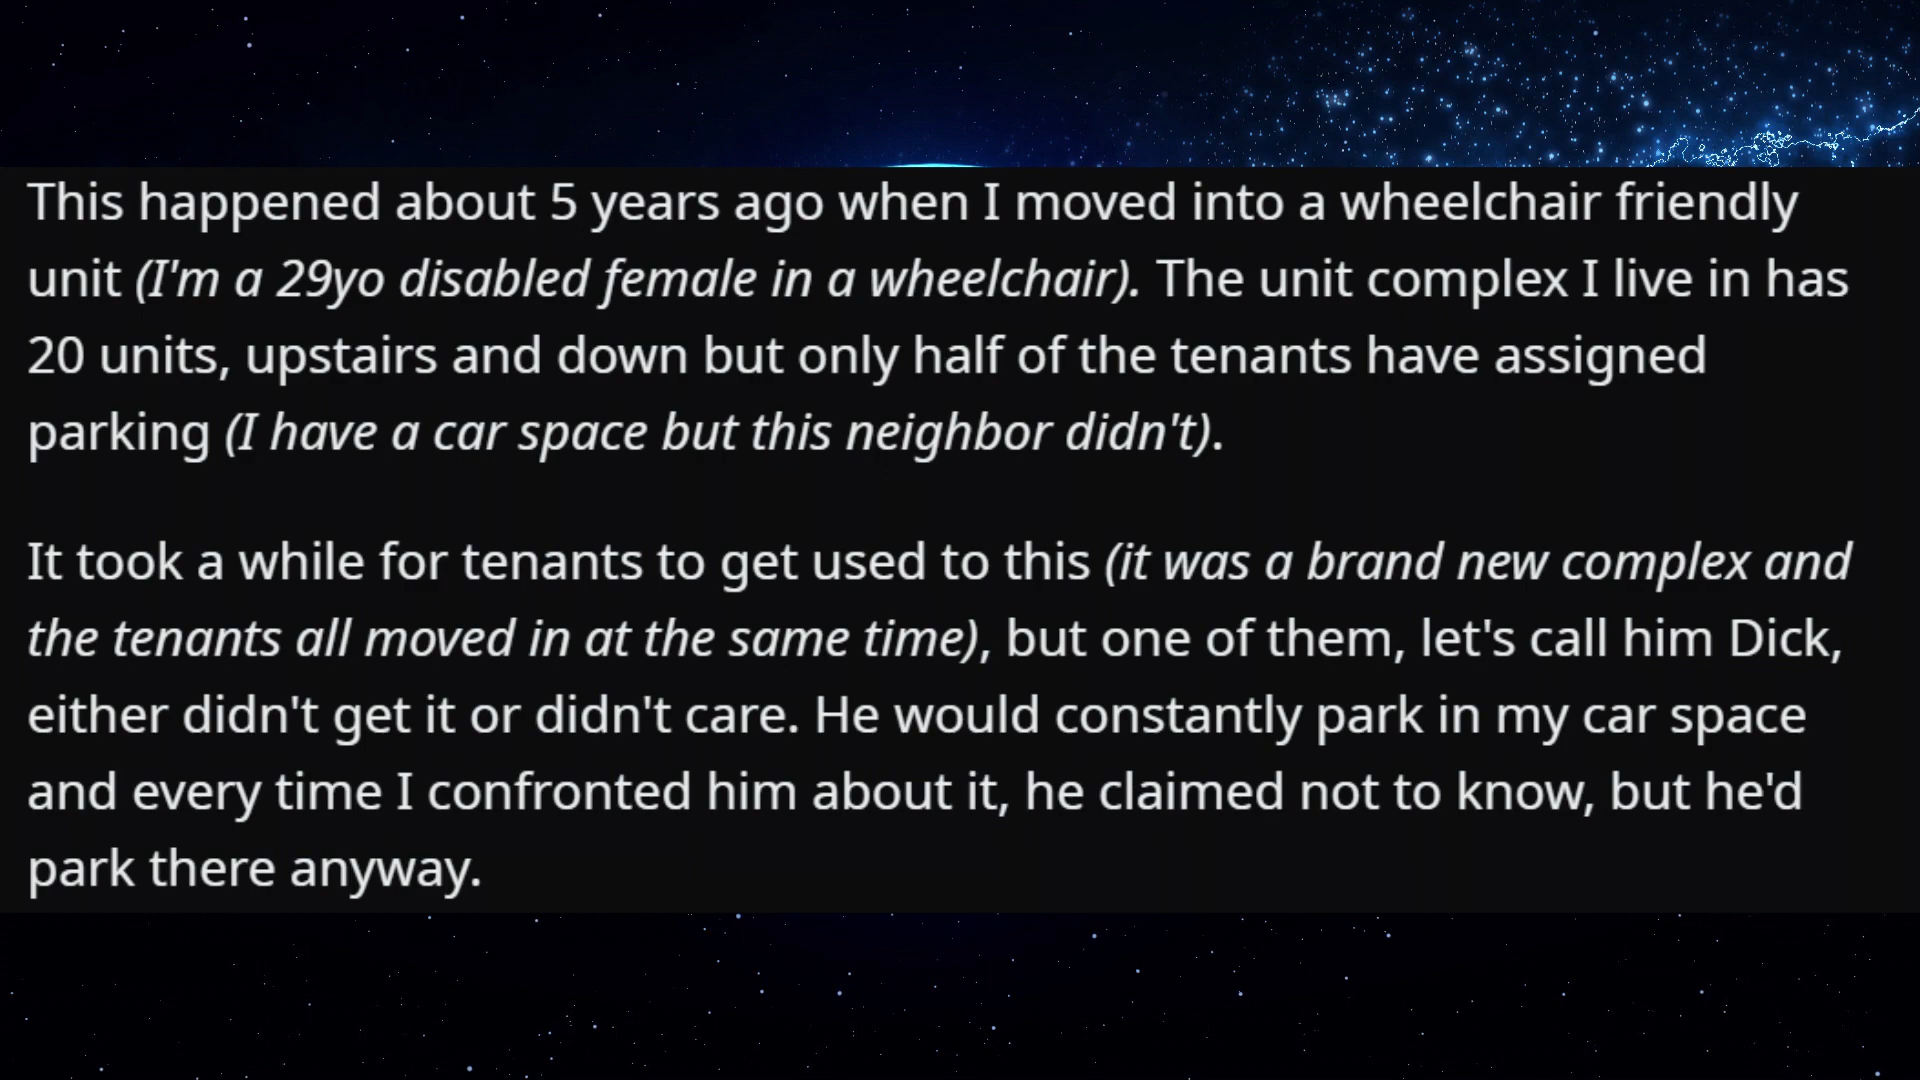 This happened about 5 years ago when I moved into a wheelchair friendly
unit (I'm a 29yo disabled female in a wheelchair). The unit complex I live in has
20 units, upstairs and down but only half of the tenants have assigned
parking (I have a car space but this neighbor didn't).
It took a while for tenants to get used to this (it was a brand new complex and
the tenants all moved in at the same time), but one of them, let's call him Dick,
either didn't get it or didn't care. He would constantly park in my car space
and every time I confronted him about it, he claimed not to know, but he'd
park there anyway.